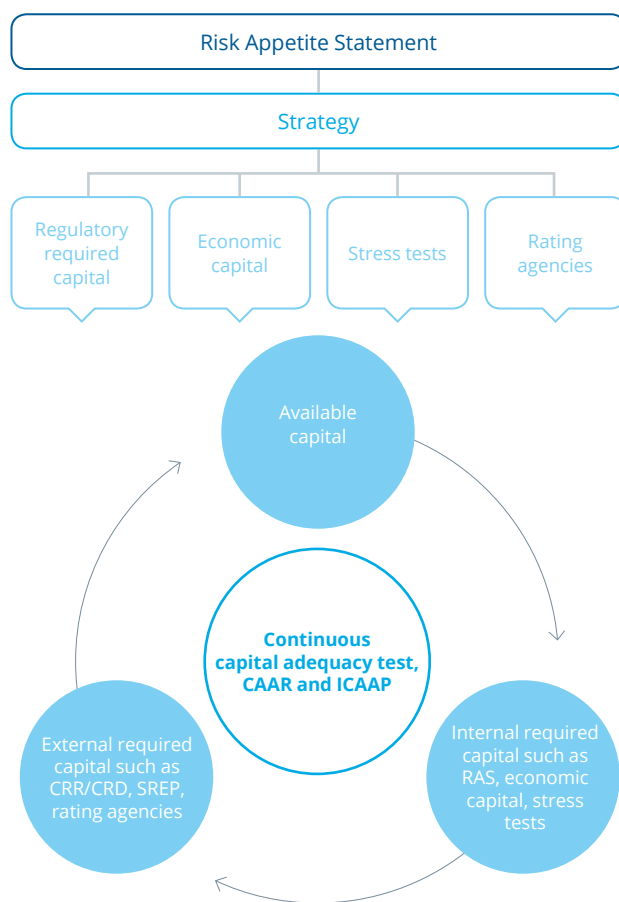 Risk Appetite Statement
Strategy
Regulatory
required
capital
Economic
capital
Stress tests
Rating
agencies
Available
capital
Continuous
capital adequacy test,
CAAR and ICAAP
External required
capital such as
CRR/CRD, SREP,
rating agencies
Internal required
capital such as
RAS, economic
capital, stress
tests